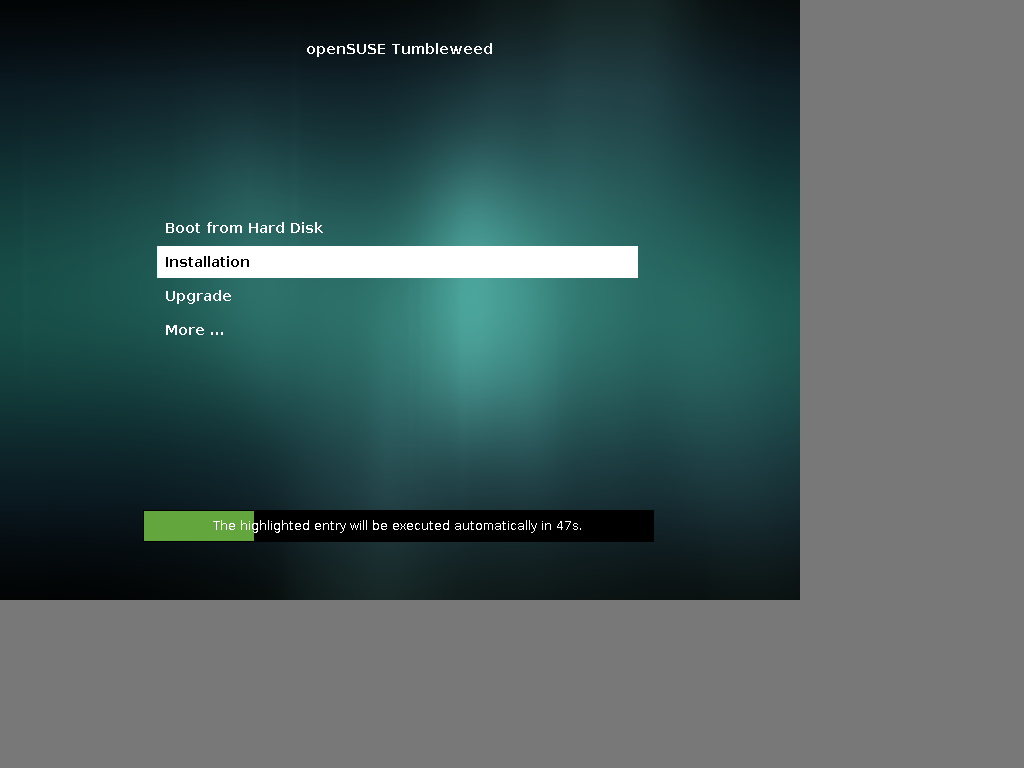 openSUSE Tumbleweed
Boot from Hard Disk
Installation
Upgrade
More ...
The highlighted entry will be executed automatically in 47s.